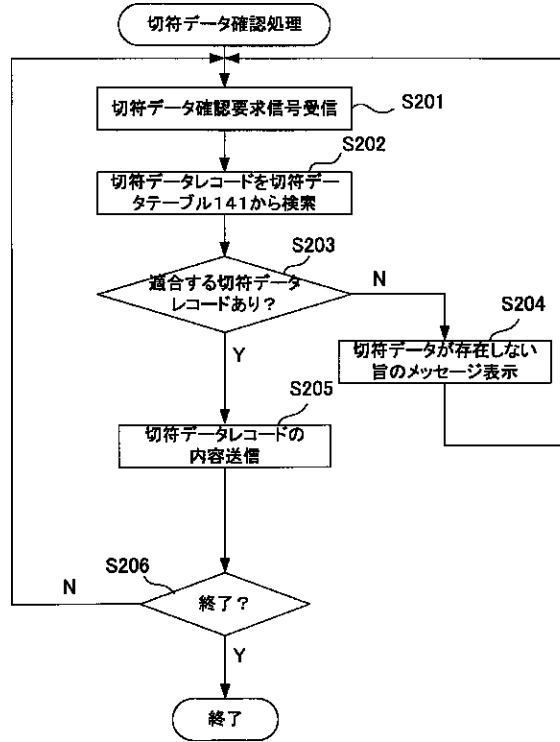 切符データ確認処理
切符データ確認要求信号受信
S201
S202
切符データレコードを切符デー
タテーブル141から検索
S203
適合する切符データ
レコードあり？
N
Y
S204
切符データが存在しない
旨のメッセージ表示
S205
切符データレコードの
内容送信
S206
N
終了？
Y
終了